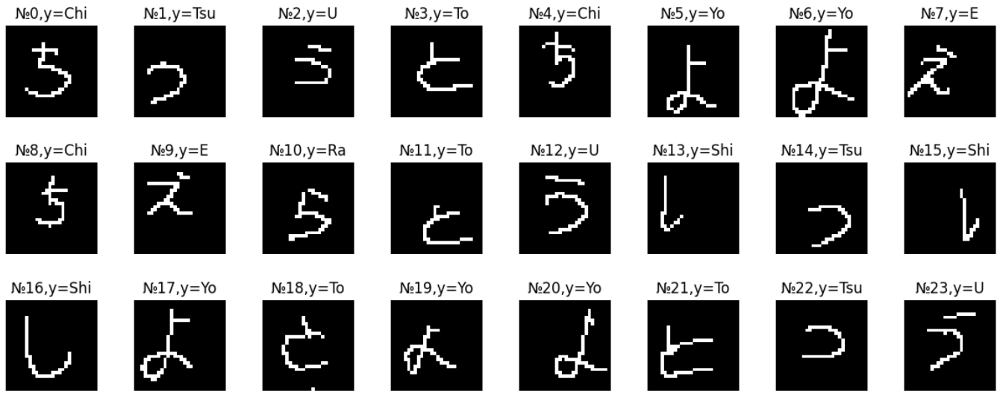 №0,y=Chi №1,y=Tsu №2,y=U №3,y=To №4,y=Chi №5,y=Yo №6,y=Yo №7,y=E
ち つ う と ち よ よ え
№8,y=Chi №9,y=E №10,y=Ra №11,y=To №12,y=U №13,y=Shi №14,y=Tsu №15,y=Shi
ち え ら と う し つ し
№16,y=Shi №17,y=Yo №18,y=To №19,y=Yo №20,y=Yo №21,y=To №22,y=Tsu №23,y=U
し よ と よ よ と つ う